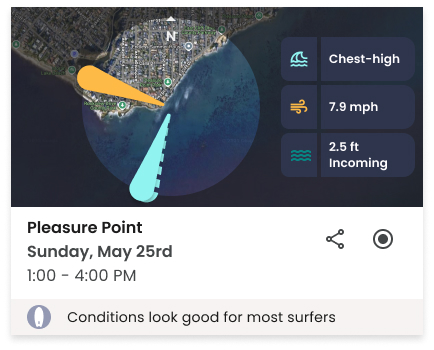 N
Chest-high
7.9 mph
2.5 ft
Incoming
Pleasure Point
Sunday, May 25rd
1:00 - 4:00 PM
Conditions look good for most surfers